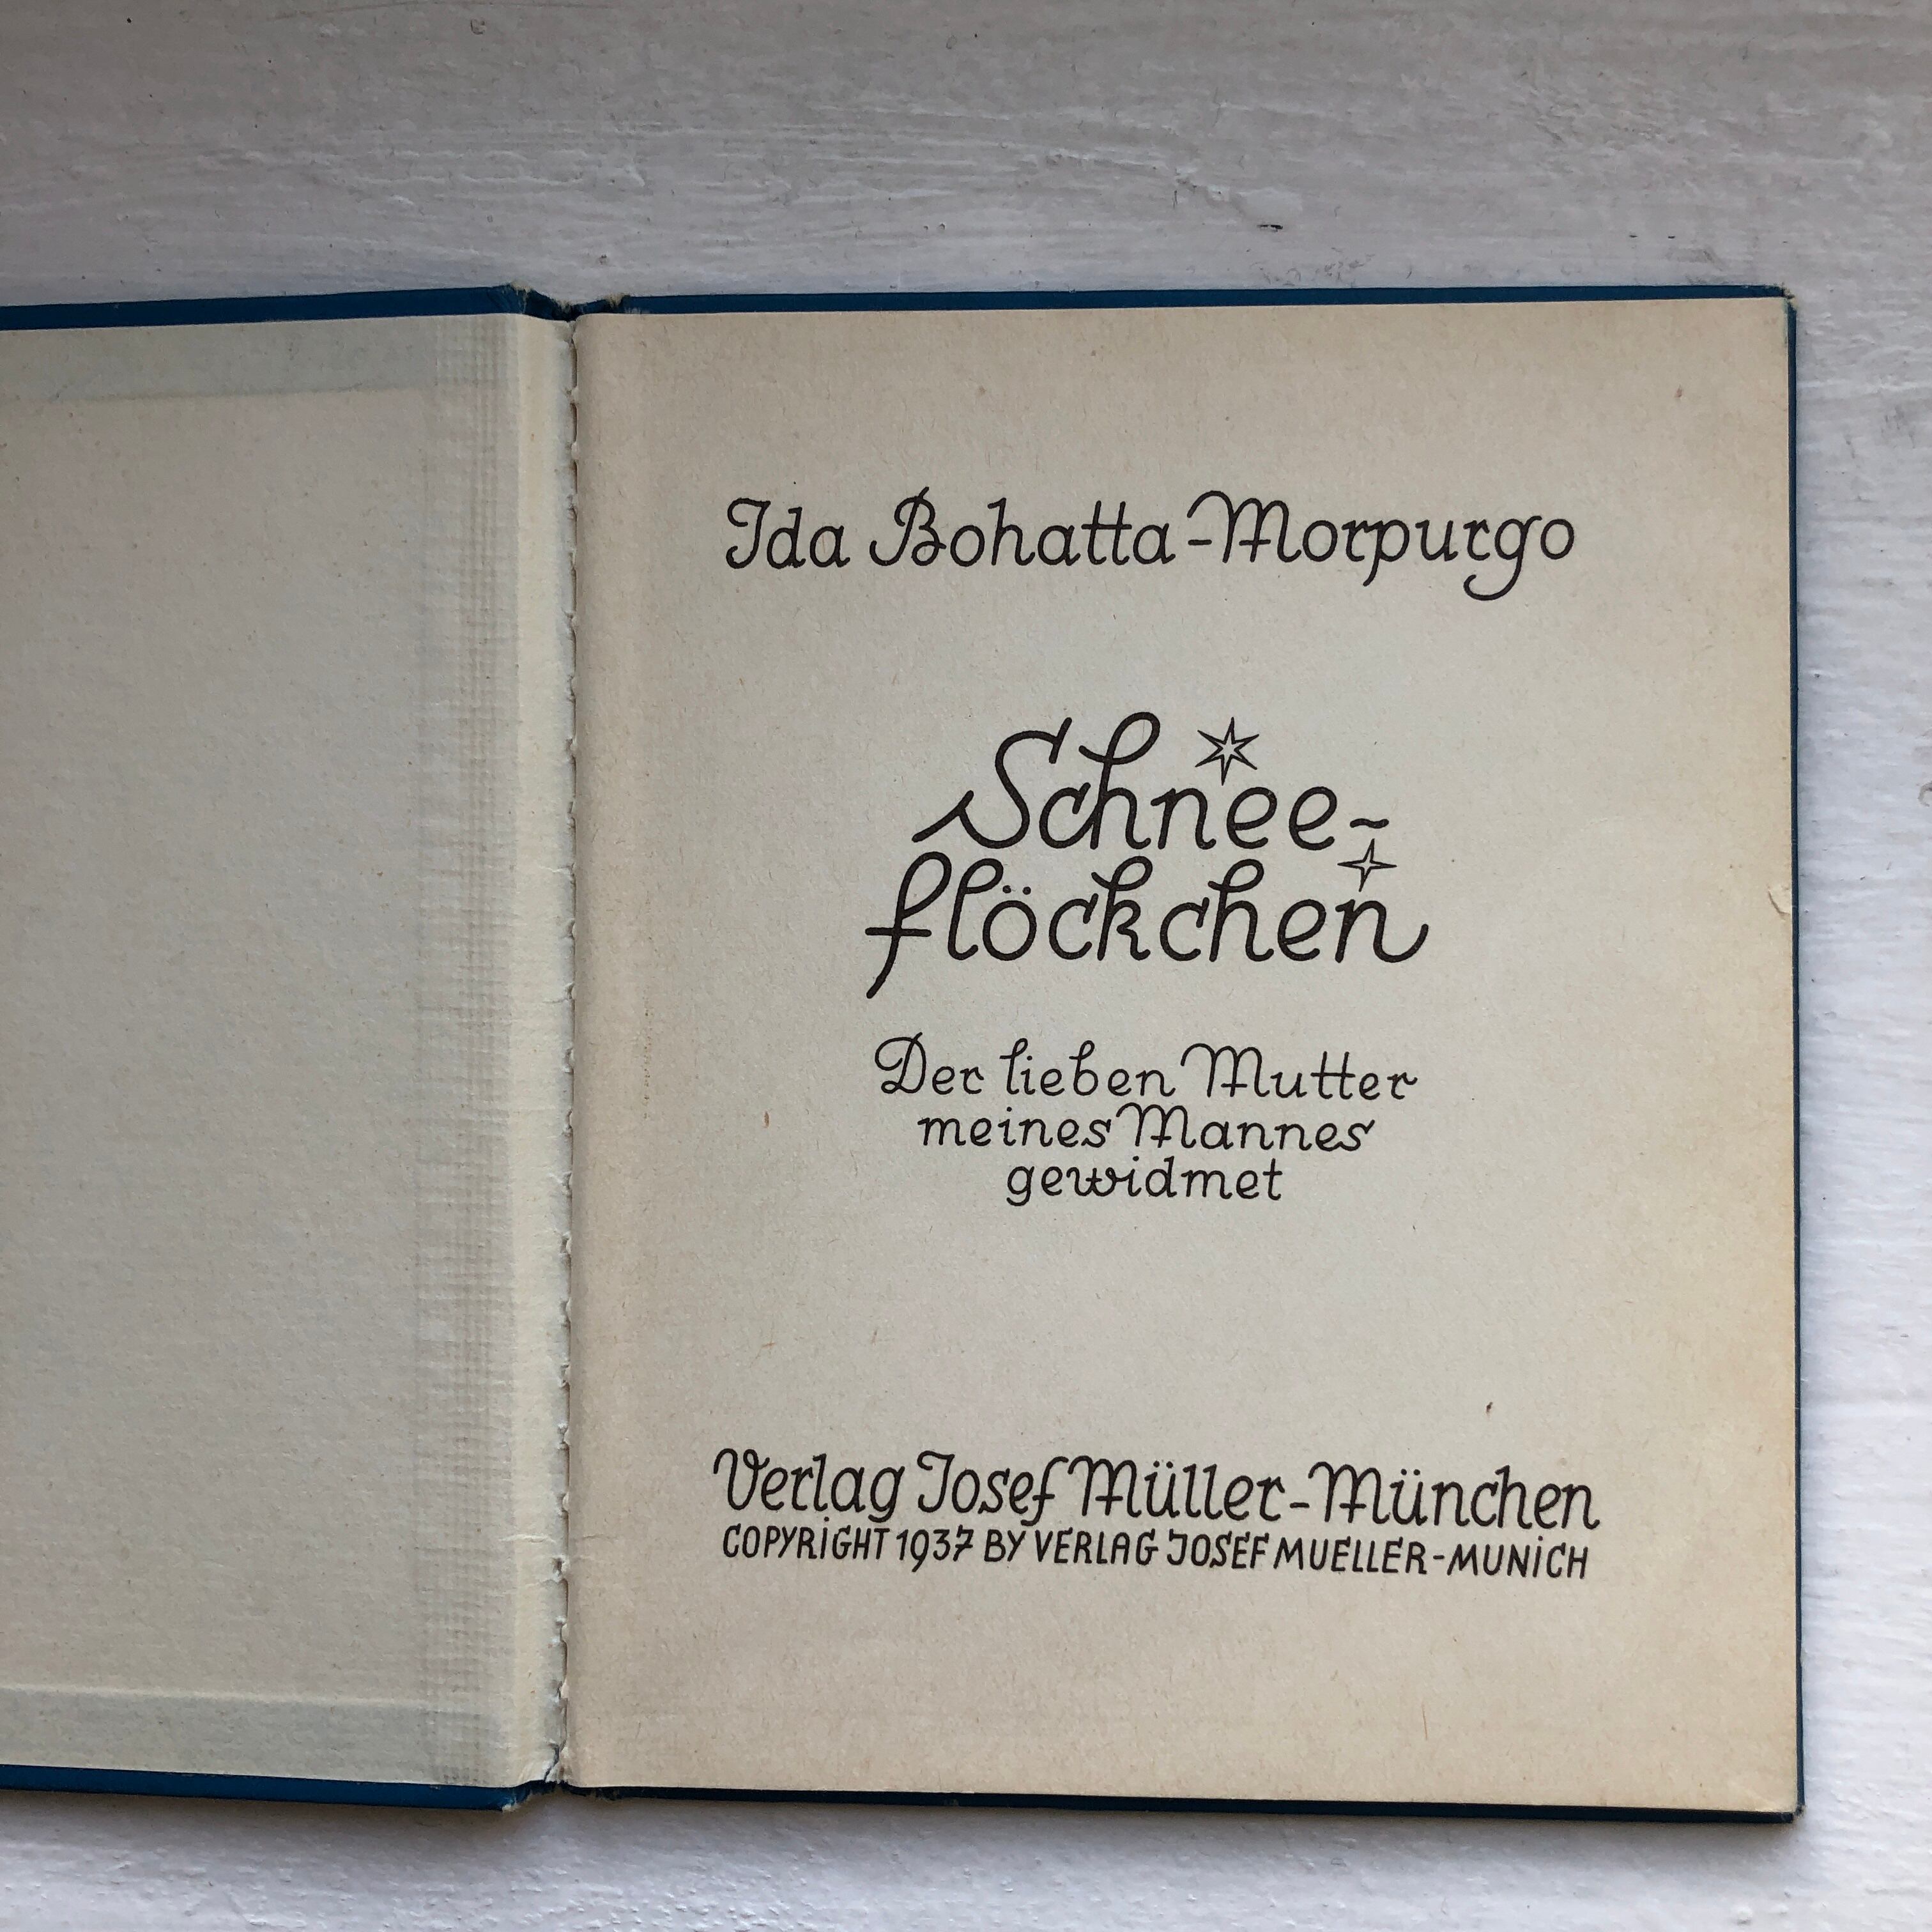 Ida Bohatta-Morpurgo
Schnee-
flöckchen
Der lieben Mutter
meines Mannes
gewidmet
Verlag Josef Müller-München
COPYRIGHT 1937 BY VERLAG JOSEF MUELLER-MUNICH